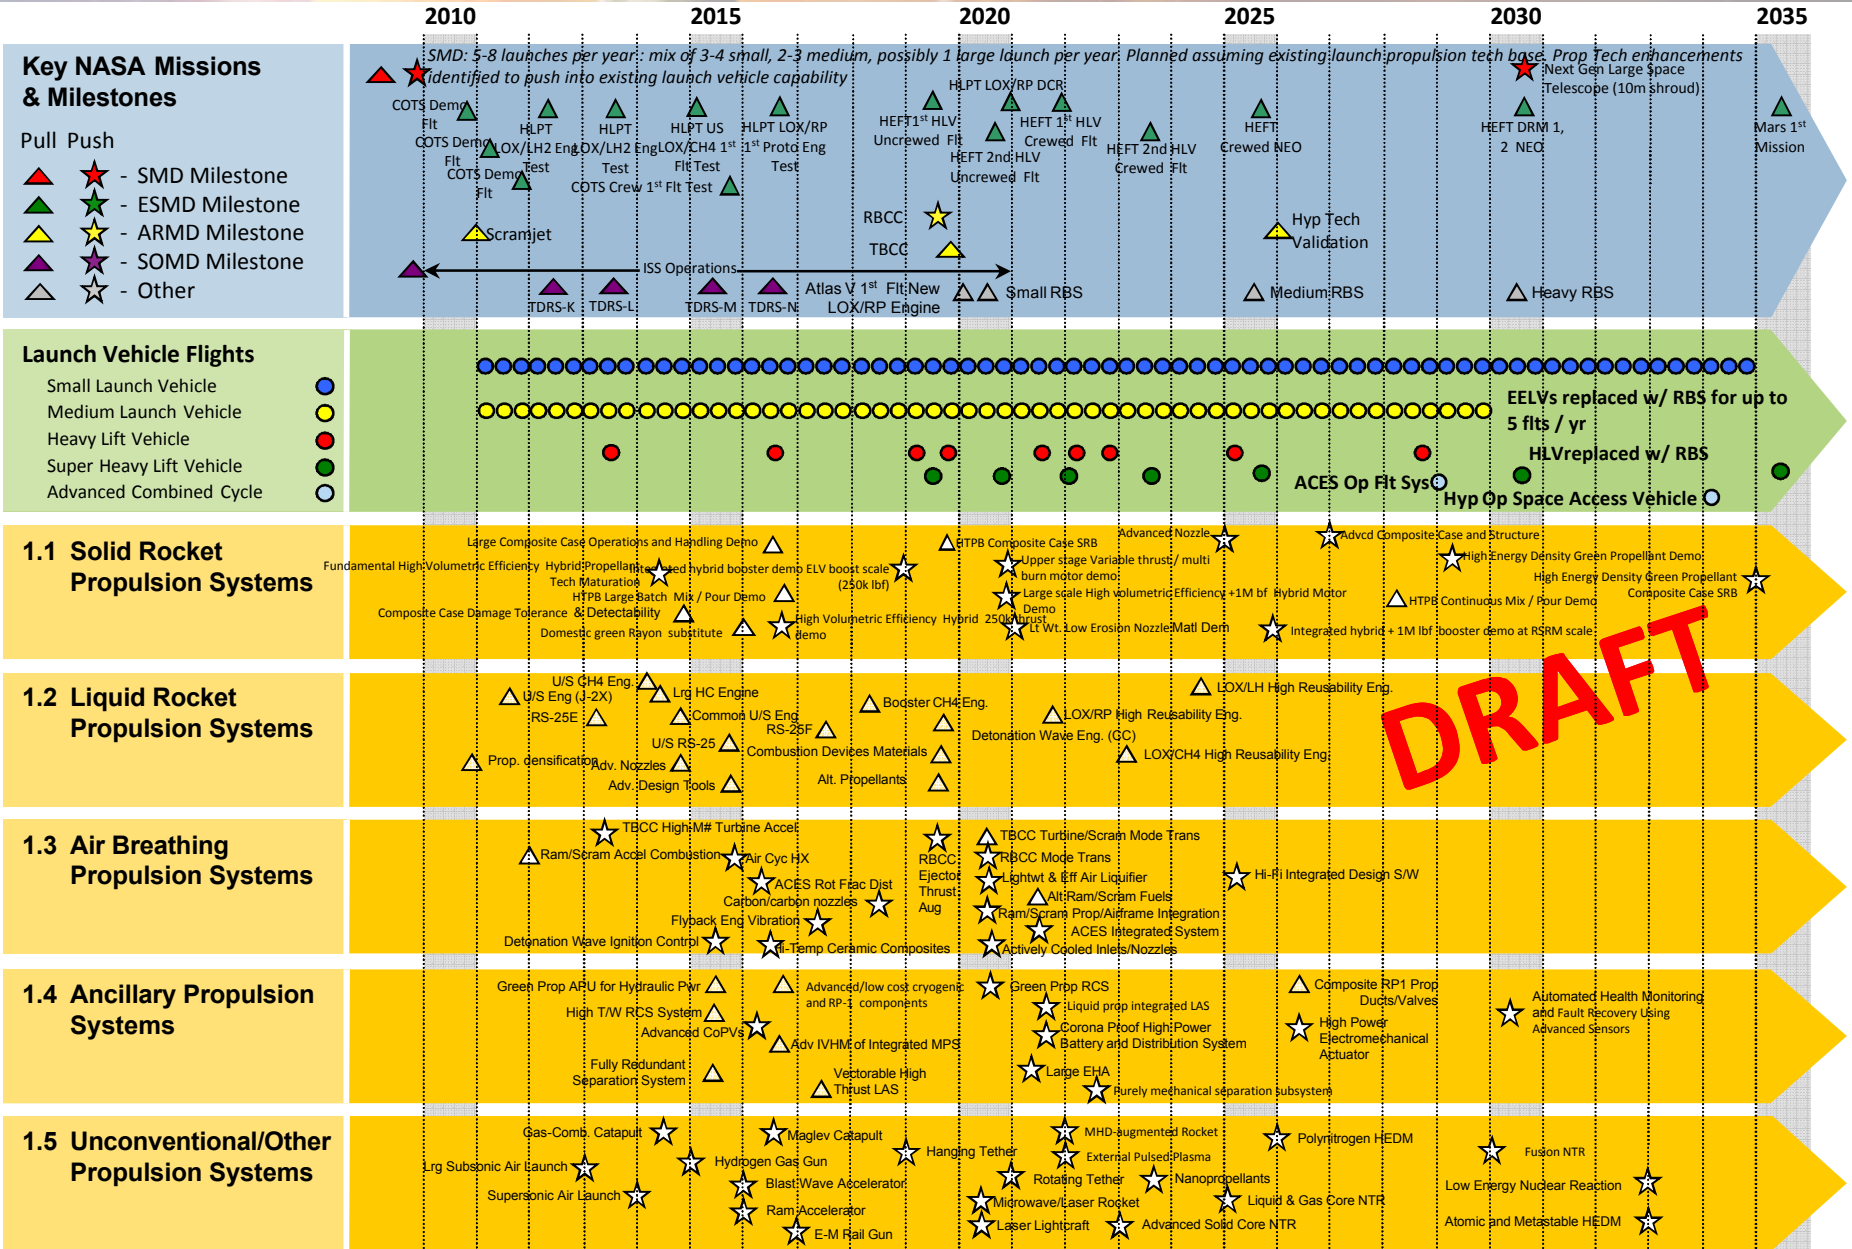 2010 2015 2020 2025 2030 2035
Key NASA Missions
& Milestones
Pull Push
- SMD Milestone
- ESMD Milestone
- ARMD Milestone
- SOMD Milestone
- Other
SMD: 5-8 launches per year.: mix of 3-4 small, 2-3 medium, possibly 1 large launch per year. Planned assuming existing launch propulsion tech base. Prop Tech enhancements
identified to push into existing launch vehicle capability
Next Gen Large Space
Telescope (10m shroud)
COTS Demo
Flt
COTS Demo
Flt
COTS Demo
Flt
HLPT
LOX/LH2 Eng
Test
HLPT
LOX/LH2 Eng
Test
HLPT US
LOX/CH4 1st
Flt Test
HLPT LOX/RP
1st Proto Eng
Test
COTS Crew 1st Flt Test
HEFT1st HLV
Uncrewed Flt
HLPT LOX/RP DCR
HEFT 2nd HLV
Uncrewed Flt
HEFT 1st HLV
Crewed Flt
HEFT 2nd HLV
Crewed Flt
HEFT
Crewed NEO
HEFT DRM 1,
2 NEO
Mars 1st
Mission
Scramjet
RBCC
TBCC
Hyp Tech
Validation
ISS Operations
TDRS-K
TDRS-L
TDRS-M
TDRS-N
Atlas V 1st Flt New
LOX/RP Engine
Small RBS
Medium RBS
Heavy RBS
Launch Vehicle Flights
Small Launch Vehicle
Medium Launch Vehicle
Heavy Lift Vehicle
Super Heavy Lift Vehicle
Advanced Combined Cycle
EELVs replaced w/ RBS for up to
5 flts / yr
HLVreplaced w/ RBS
ACES Op Flt Sys
Hyp Op Space Access Vehicle
1.1 Solid Rocket
Propulsion Systems
Large Composite Case Operations and Handling Demo
Fundamental High Volumetric Efficiency Hybrid Propellant
Tech Maturation
Integrated hybrid booster demo ELV boost scale
(250k lbf)
HTPB Large Batch Mix / Pour Demo
Composite Case Damage Tolerance & Detectability
Domestic green Rayon substitute
High Volumetric Efficiency Hybrid 250k thrust
demo
HTPB Composite Case SRB
Upper stage Variable thrust / multi
burn motor demo
Large scale High volumetric Efficiency +1M bf Hybrid Motor
Demo
Lt Wt. Low Erosion Nozzle Matl Dem
Advanced Nozzle
Advcd Composite Case and Structure
High Energy Density Green Propellant Demo
High Energy Density Green Propellant
Composite Case SRB
HTPB Continuous Mix / Pour Demo
Integrated hybrid + 1M lbf booster demo at RSRM scale
DRAFT
1.2 Liquid Rocket
Propulsion Systems
U/S CH4 Eng.
U/S Eng (J-2X)
Lrg HC Engine
RS-25E
Common U/S Eng
RS-25F
U/S RS-25
Prop. densification
Adv. Nozzles
Adv. Design Tools
Booster CH4 Eng.
Detonation Wave Eng. (CC)
Combustion Devices Materials
Alt. Propellants
LOX/RP High Reusability Eng.
LOX/LH High Reusability Eng.
LOX/CH4 High Reusability Eng.
1.3 Air Breathing
Propulsion Systems
TBCC High-M# Turbine Accel
Ram/Scram Accel Combustion
Air Cyc HX
ACES Rot Frac Dist
Carbon/carbon nozzles
Flyback Eng Vibration
Detonation Wave Ignition Control
Hi-Temp Ceramic Composites
RBCC
Ejector
Thrust
Aug
TBCC Turbine/Scram Mode Trans
RBCC Mode Trans
Lightwt & Eff Air Liquifier
Alt Ram/Scram Fuels
Ram/Scram Prop/Airframe Integration
ACES Integrated System
Actively Cooled Inlets/Nozzles
Hi-Fi Integrated Design S/W
1.4 Ancillary Propulsion
Systems
Green Prop APU for Hydraulic Pwr
High T/W RCS System
Advanced CoPVs
Fully Redundant
Separation System
Advanced/low cost cryogenic
and RP-1 components
Adv IVHM of Integrated MPS
Vectorable High
Thrust LAS
Green Prop RCS
Liquid prop integrated LAS
Corona Proof High Power
Battery and Distribution System
Large EHA
Purely mechanical separation subsystem
Composite RP1 Prop
Ducts/Valves
High Power
Electromechanical
Actuator
Automated Health Monitoring
and Fault Recovery Using
Advanced Sensors
1.5 Unconventional/Other
Propulsion Systems
Gas-Comb. Catapult
Lrg Subsonic Air Launch
Supersonic Air Launch
Maglev Catapult
Hydrogen Gas Gun
Blast Wave Accelerator
Ram Accelerator
E-M Rail Gun
Hanging Tether
MHD-augmented Rocket
External Pulsed Plasma
Rotating Tether
Microwave/Laser Rocket
Laser Lightcraft
Nanopropellants
Advanced Solid Core NTR
Polynitrogen HEDM
Liquid & Gas Core NTR
Fusion NTR
Low Energy Nuclear Reaction
Atomic and Metastable HEDM